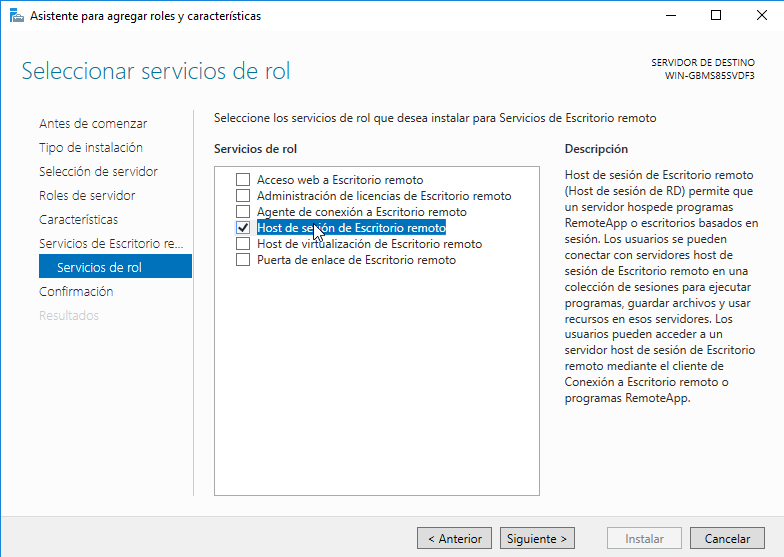 Asistente para agregar roles y características
Seleccionar servicios de rol
SERVIDOR DE DESTINO
WIN-GBMS85SVDF3
Antes de comenzar
Tipo de instalación
Selección de servidor
Roles de servidor
Características
Servicios de Escritorio re...
Servicios de rol
Confirmación
Resultados
Seleccione los servicios de rol que desea instalar para Servicios de Escritorio remoto
Servicios de rol
Acceso web a Escritorio remoto
Administración de licencias de Escritorio remoto
Agente de conexión a Escritorio remoto
Host de sesión de Escritorio remoto
Host de virtualización de Escritorio remoto
Puerta de enlace de Escritorio remoto
Descripción
Host de sesión de Escritorio remoto
(Host de sesión de RD) permite que
un servidor hospede programas
RemoteApp o escritorios basados en
sesión. Los usuarios se pueden
conectar con servidores host de
sesión de Escritorio remoto en una
colección de sesiones para ejecutar
programas, guardar archivos y usar
recursos en esos servidores. Los
usuarios pueden acceder a un
servidor host de sesión de Escritorio
remoto mediante el cliente de
Conexión a Escritorio remoto o
programas RemoteApp.
< Anterior
Siguiente >
Instalar
Cancelar